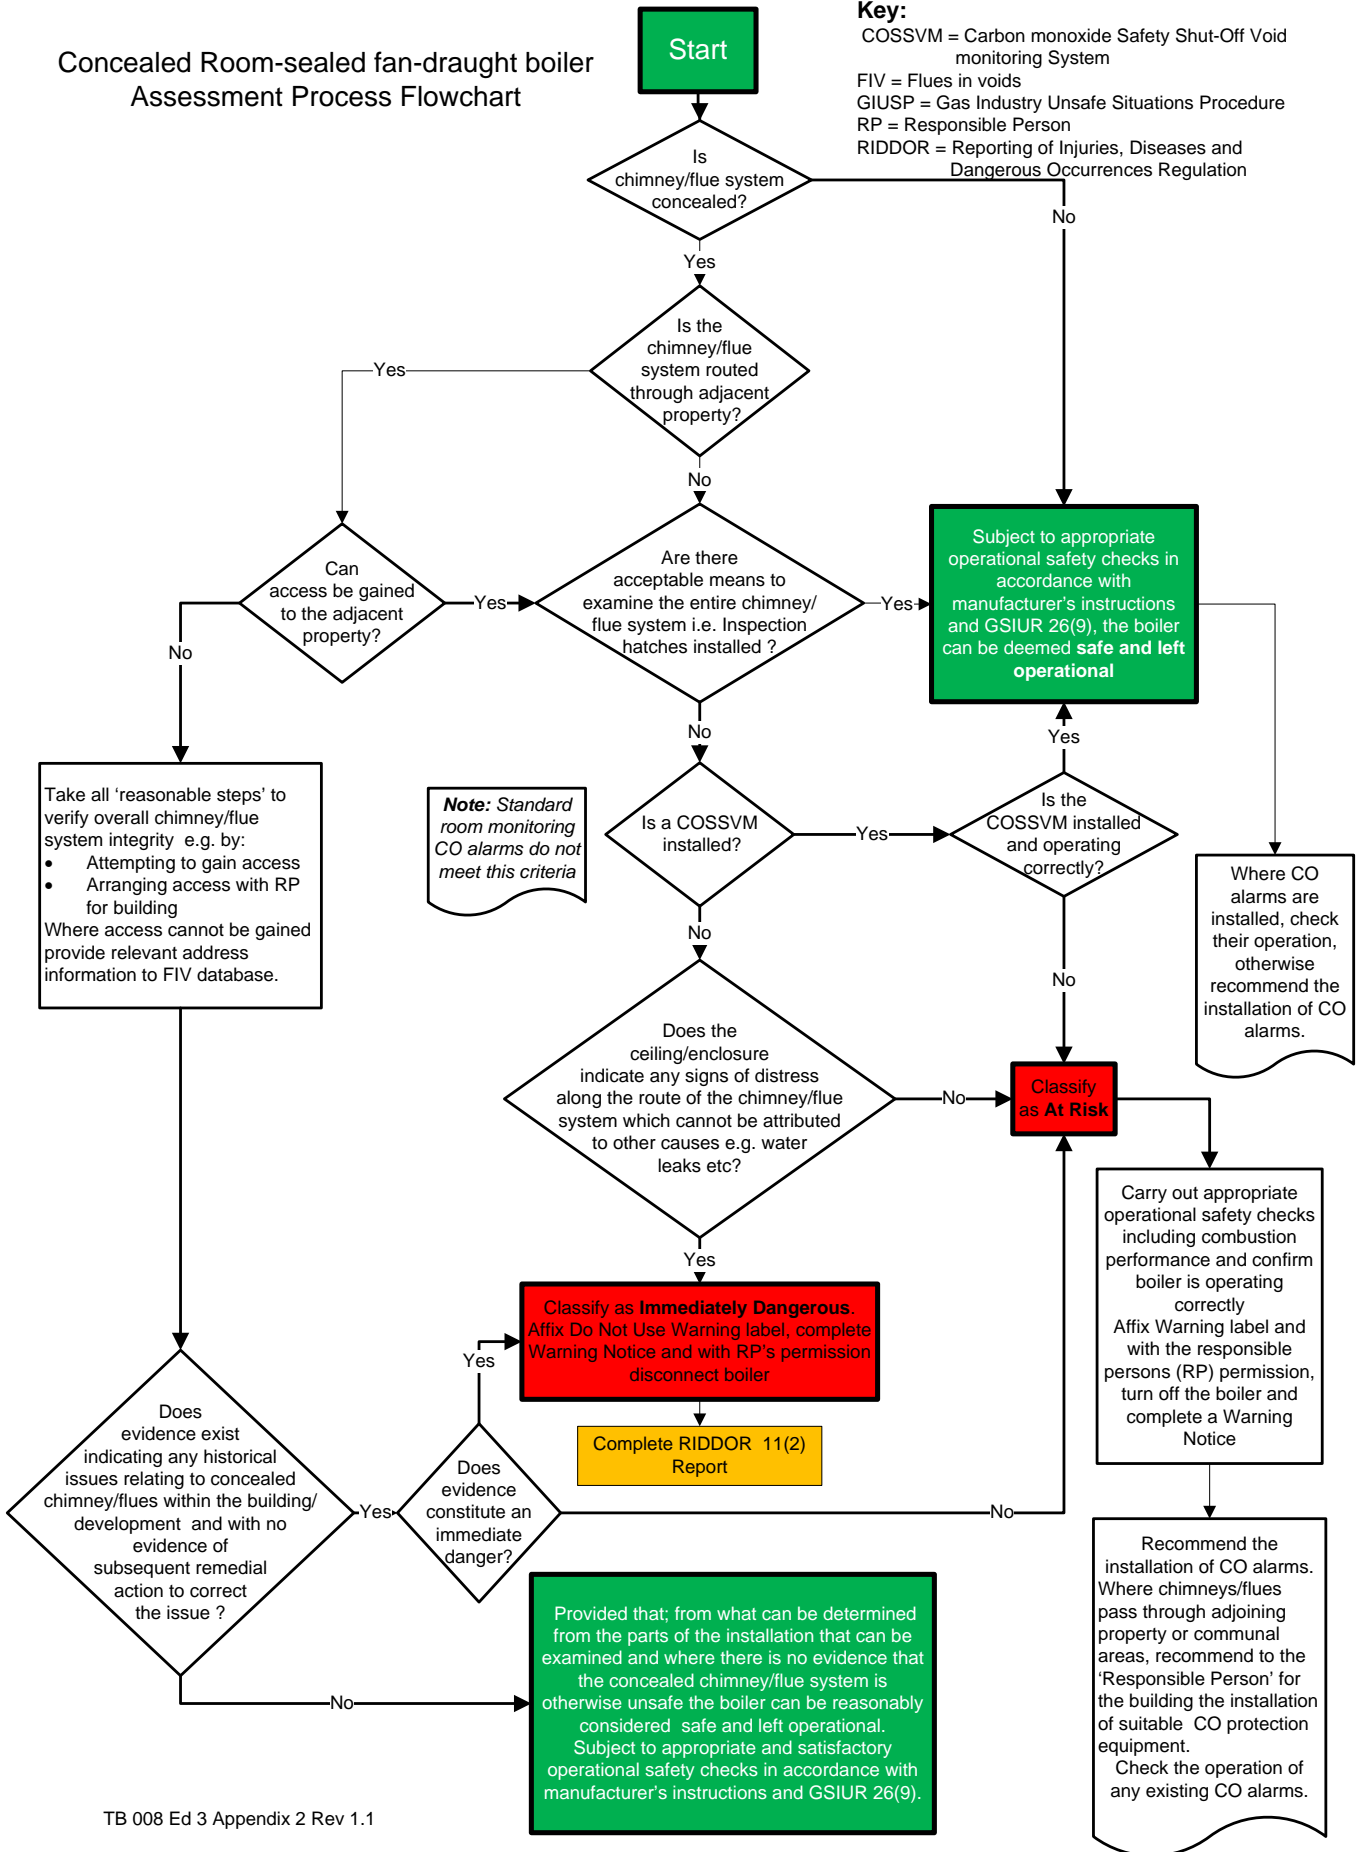 Concealed Room-sealed fan-draught boiler
Assessment Process Flowchart
Start
Key:
COSSVM = Carbon monoxide Safety Shut-Off Void
monitoring System
FIV = Flues in voids
GIUSP = Gas Industry Unsafe Situations Procedure
RP = Responsible Person
RIDDOR = Reporting of Injuries, Diseases and
Dangerous Occurrences Regulation
Is
chimney/flue system
concealed?
No
Yes
Is the
chimney/flue
system routed
through adjacent
property?
Yes
No
Can
access be gained
to the adjacent
property?
Yes
No
Are there
acceptable means to
examine the entire chimney/
flue system i.e. Inspection
hatches installed ?
Yes
No
Subject to appropriate
operational safety checks in
accordance with
manufacturer's instructions
and GSIUR 26(9), the boiler
can be deemed safe and left
operational
Yes
Take all ‘reasonable steps’ to
verify overall chimney/flue
system integrity e.g. by:
• Attempting to gain access
• Arranging access with RP
for building
Where access cannot be gained
provide relevant address
information to FIV database.
Note: Standard
room monitoring
CO alarms do not
meet this criteria
Is a COSSVM
installed?
Yes
No
Is the
COSSVM installed
and operating
correctly?
No
Where CO
alarms are
installed, check
their operation,
otherwise
recommend the
installation of CO
alarms.
Does the
ceiling/enclosure
indicate any signs of distress
along the route of the chimney/flue
system which cannot be attributed
to other causes e.g. water
leaks etc?
No
Yes
Classify
as At Risk
Carry out appropriate
operational safety checks
including combustion
performance and confirm
boiler is operating
correctly
Affix Warning label and
with the responsible
persons (RP) permission,
turn off the boiler and
complete a Warning
Notice
Classify as Immediately Dangerous.
Affix Do Not Use Warning label, complete
Warning Notice and with RP's permission
disconnect boiler
Yes
Complete RIDDOR 11(2)
Report
Does
evidence exist
indicating any historical
issues relating to concealed
chimney/flues within the building/
development and with no
evidence of
subsequent remedial
action to correct
the issue ?
Yes
Does
evidence
constitute an
immediate
danger?
No
No
Recommend the
installation of CO alarms.
Where chimneys/flues
pass through adjoining
property or communal
areas, recommend to the
‘Responsible Person’ for
the building the installation
of suitable CO protection
equipment.
Check the operation of
any existing CO alarms.
Provided that; from what can be determined
from the parts of the installation that can be
examined and where there is no evidence that
the concealed chimney/flue system is
otherwise unsafe the boiler can be reasonably
considered safe and left operational.
Subject to appropriate and satisfactory
operational safety checks in accordance with
manufacturer's instructions and GSIUR 26(9).
TB 008 Ed 3 Appendix 2 Rev 1.1